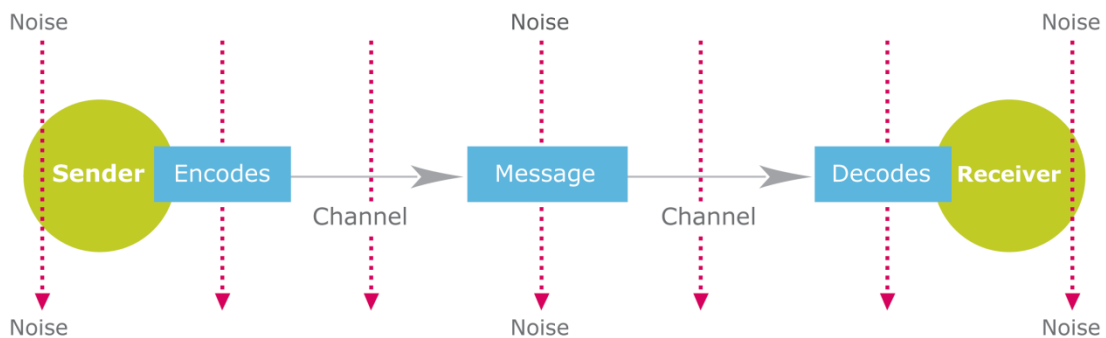 Noise Noise Noise
Sender Encodes Message Decodes Receiver
Channel Channel
Noise Noise Noise